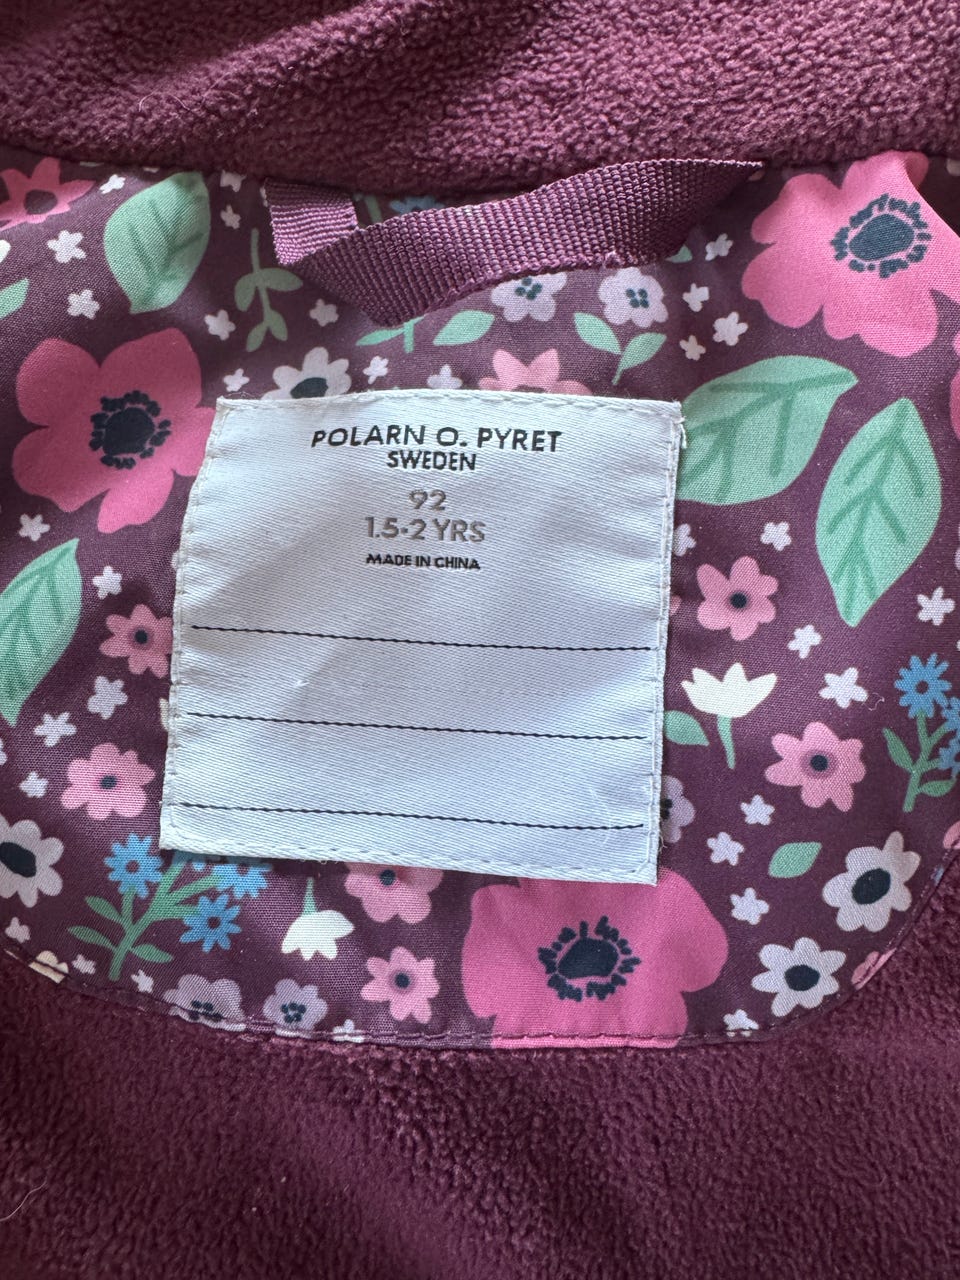 POLARN O. PYRET
SWEDEN
92
1.5-2 YRS
MADE IN CHINA